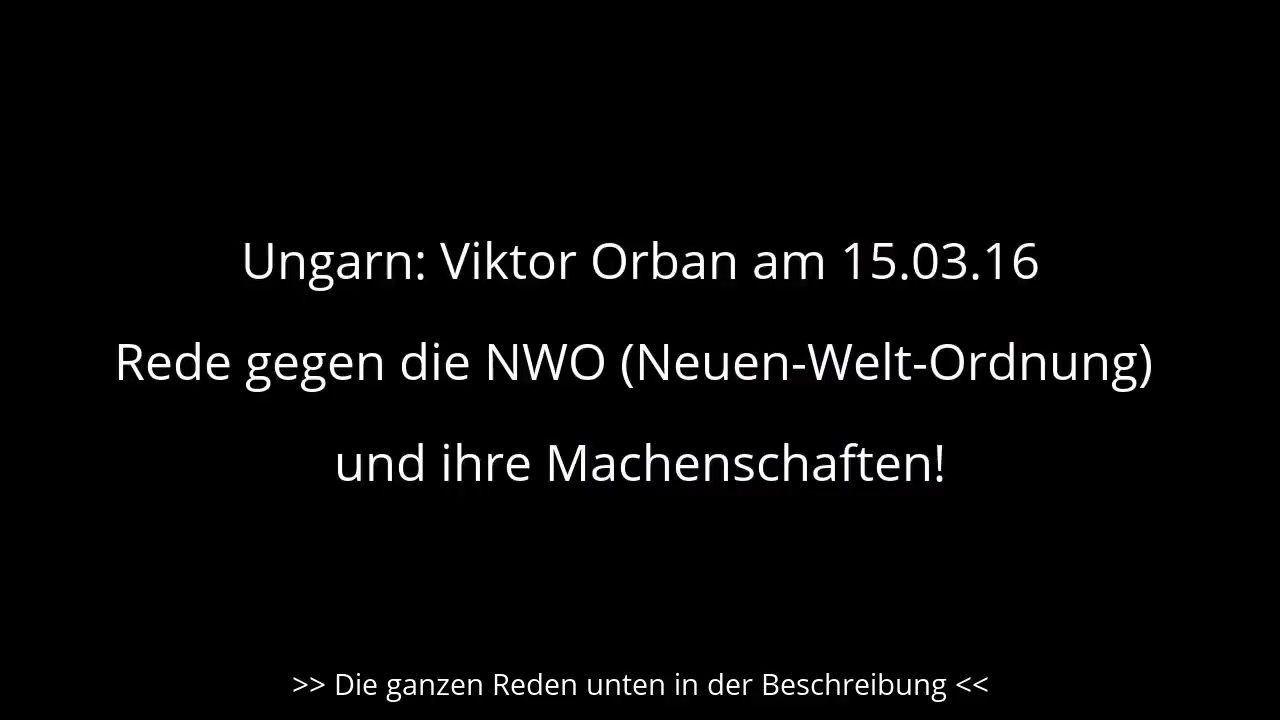 Ungarn: Viktor Orban am 15.03.16
Rede gegen die NWO (Neuen-Welt-Ordnung)
und ihre Machenschaften!
>> Die ganzen Reden unten in der Beschreibung <<